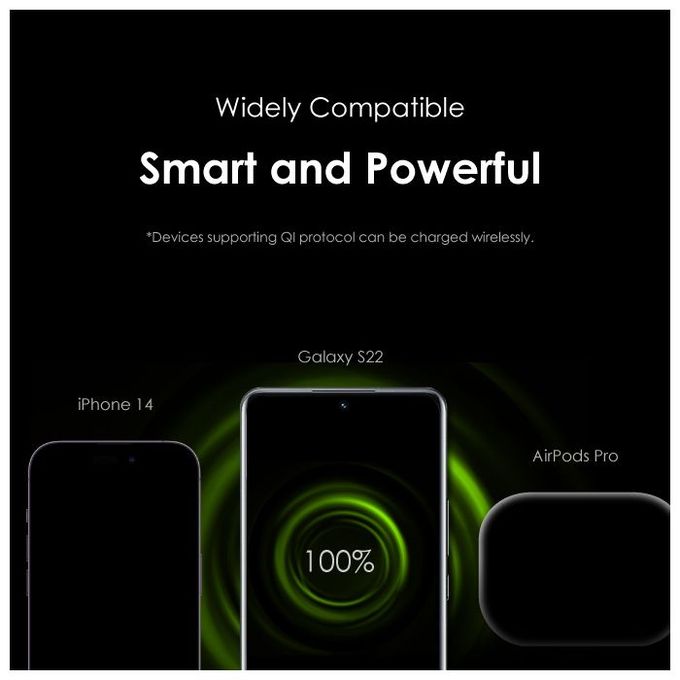 Widely Compatible
Smart and Powerful
*Devices supporting QI protocol can be charged wirelessly.
Galaxy S22
iPhone 14
AirPods Pro
100%